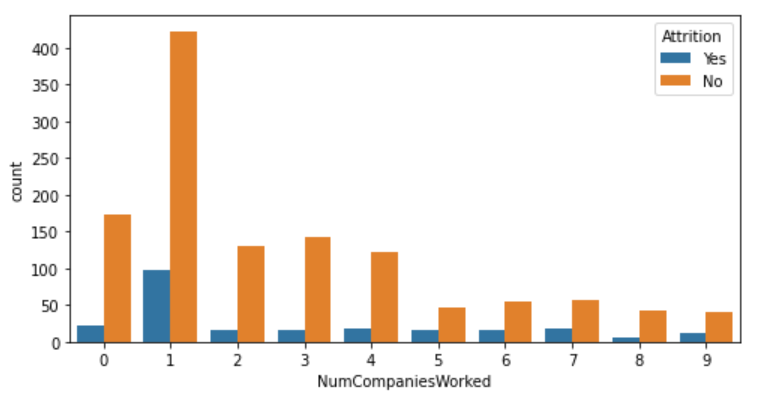 Attrition
Yes
No
400
350
300
250
200
150
100
50
0
count
0 1 2 3 4 5 6 7 8 9
NumCompaniesWorked